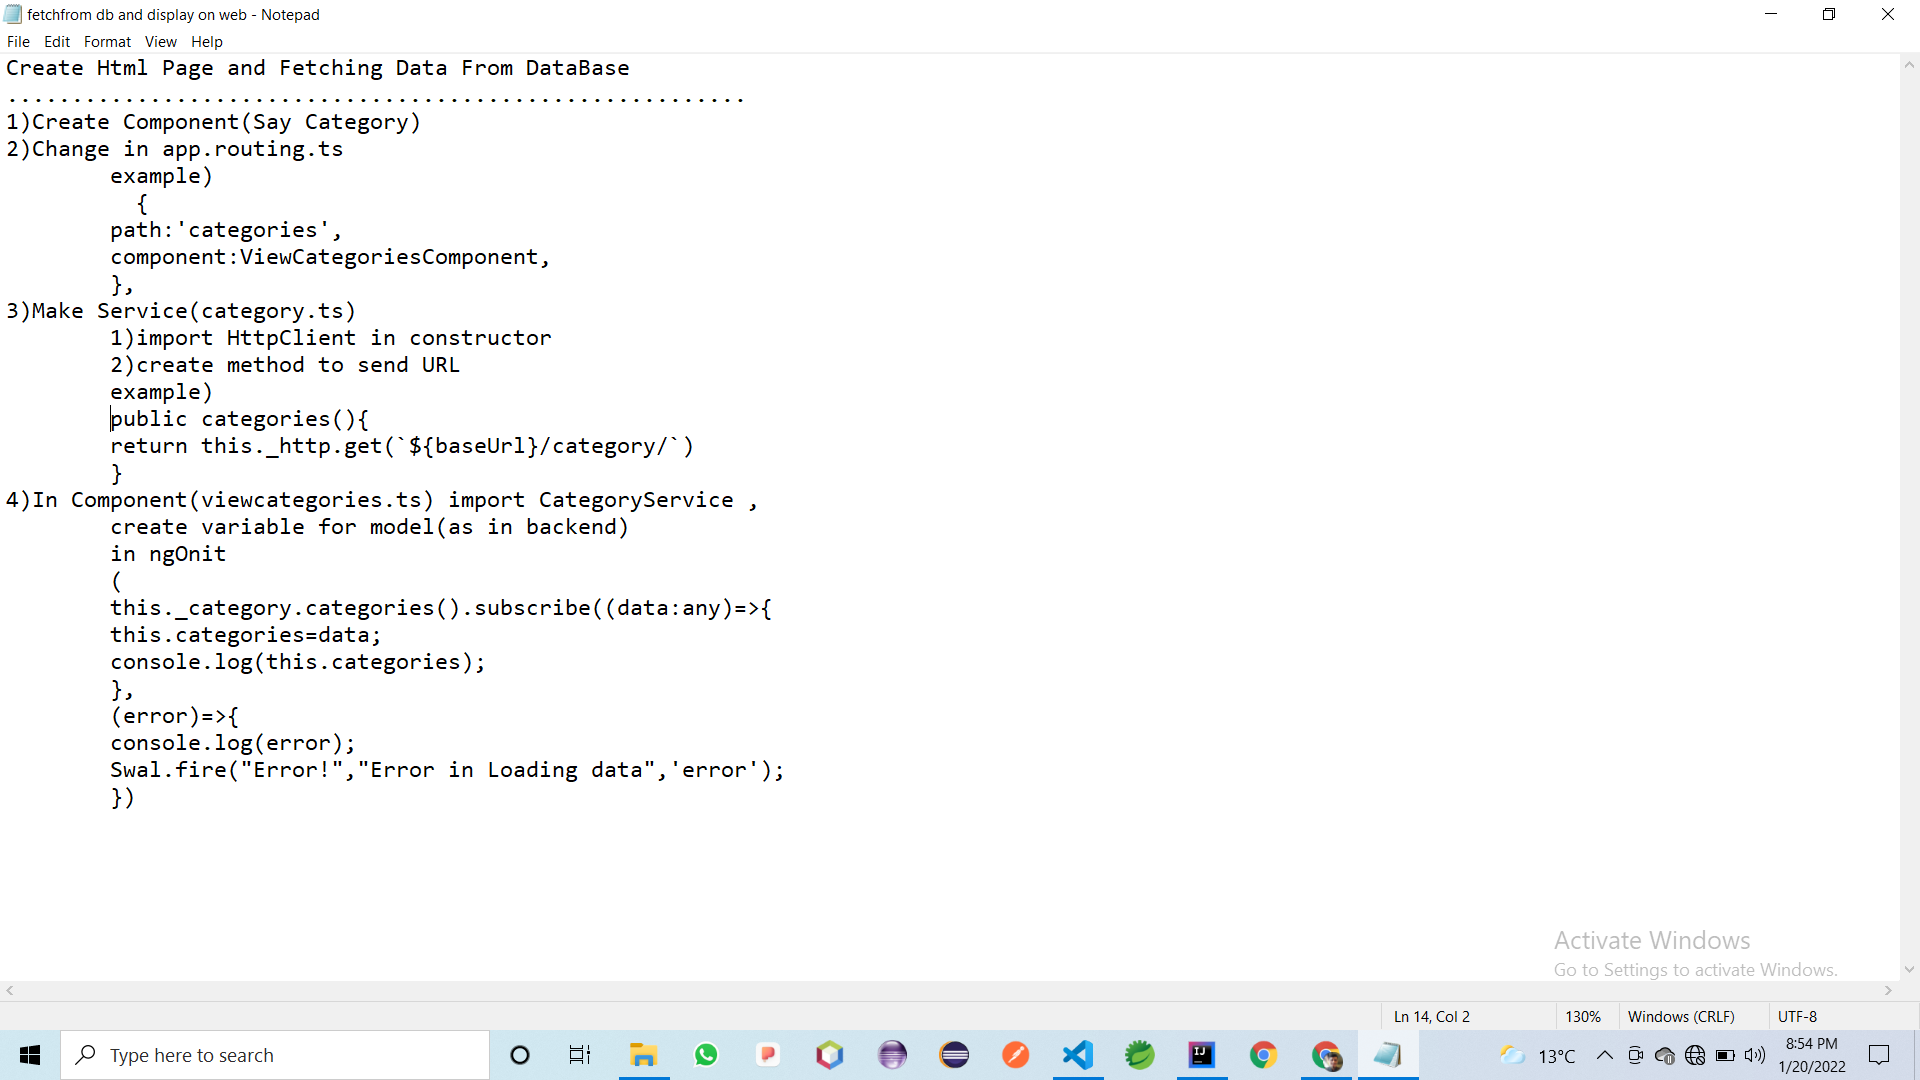 fetchfrom db and display on web - Notepad
File Edit Format View Help
Create Html Page and Fetching Data From DataBase
.........................................................
1)Create Component(Say Category)
2)Change in app.routing.ts
example)
{
path:'categories',
component:ViewCategoriesComponent,
},
3)Make Service(category.ts)
1)import HttpClient in constructor
2)create method to send URL
example)
public categories(){
return this._http.get(`${baseUrl}/category/`)
}
4)In Component(viewcategories.ts) import CategoryService ,
create variable for model(as in backend)
in ngOnit
(
this._category.categories().subscribe((data:any)=>{
this.categories=data;
console.log(this.categories);
},
(error)=>{
console.log(error);
Swal.fire("Error!","Error in Loading data",'error');
})
Activate Windows
Go to Settings to activate Windows.
Ln 14, Col 2 130% Windows (CRLF) UTF-8
Type here to search
13°C
8:54 PM
1/20/2022